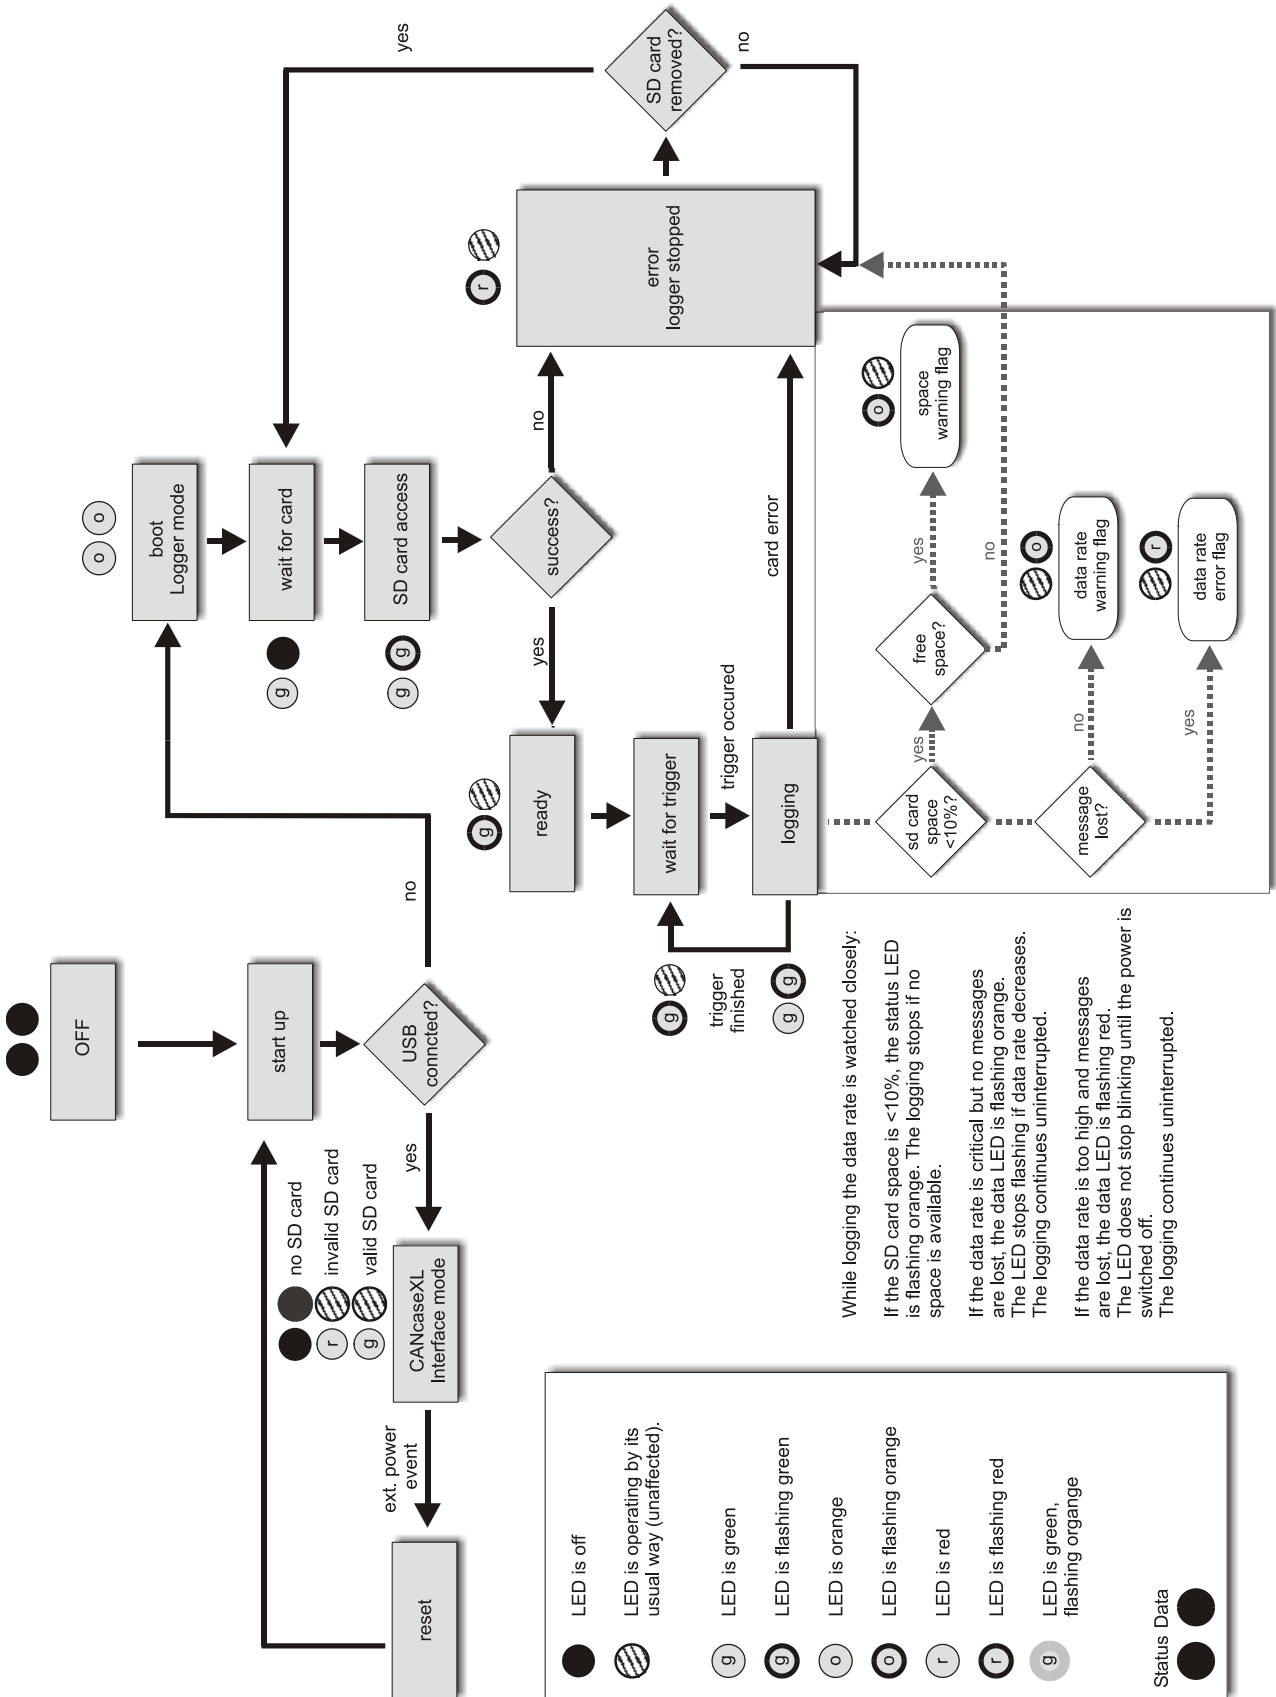 OFF
start up
USB
conncted?
yes
no
no SD card
invalid SD card
valid SD card
r
g
CANcaseXL
Interface mode
ext. power
event
reset
o
o
boot
Logger mode
g
wait for card
g
g
SD card access
success?
yes
no
g
ready
wait for trigger
trigger occured
logging
g
trigger
finished
g
g
card error
r
error
logger stopped
SD card
removed?
yes
no
sd card
space
<10%?
yes
free
space?
yes
no
o
space
warning flag
message
lost?
no
o
data rate
warning flag
yes
r
data rate
error flag
While logging the data rate is watched closely:
If the SD card space is <10%, the status LED
is flashing orange. The logging stops if no
space is available.
If the data rate is critical but no messages
are lost, the data LED is flashing orange.
The LED stops flashing if data rate decreases.
The logging continues uninterrupted.
If the data rate is too high and messages
are lost, the data LED is flashing red.
The LED does not stop blinking until the power is
switched off.
The logging continues uninterrupted.
LED is off
LED is operating by its
usual way (unaffected).
g LED is green
g LED is flashing green
o LED is orange
o LED is flashing orange
r LED is red
r LED is flashing red
g LED is green,
flashing organge
Status Data